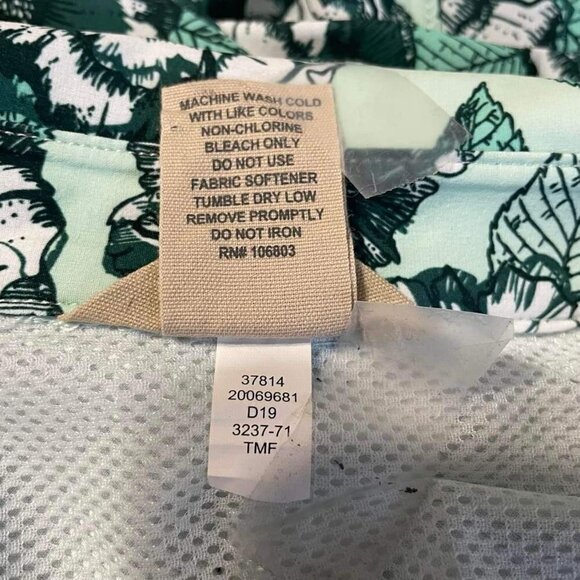 MACHINE WASH COLD
WITH LIKE COLORS
NON-CHLORINE
BLEACH ONLY
DO NOT USE
FABRIC SOFTENER
TUMBLE DRY LOW
REMOVE PROMPTLY
DO NOT IRON
RN# 106803
37814
20069681
D19
3237-71
TMF